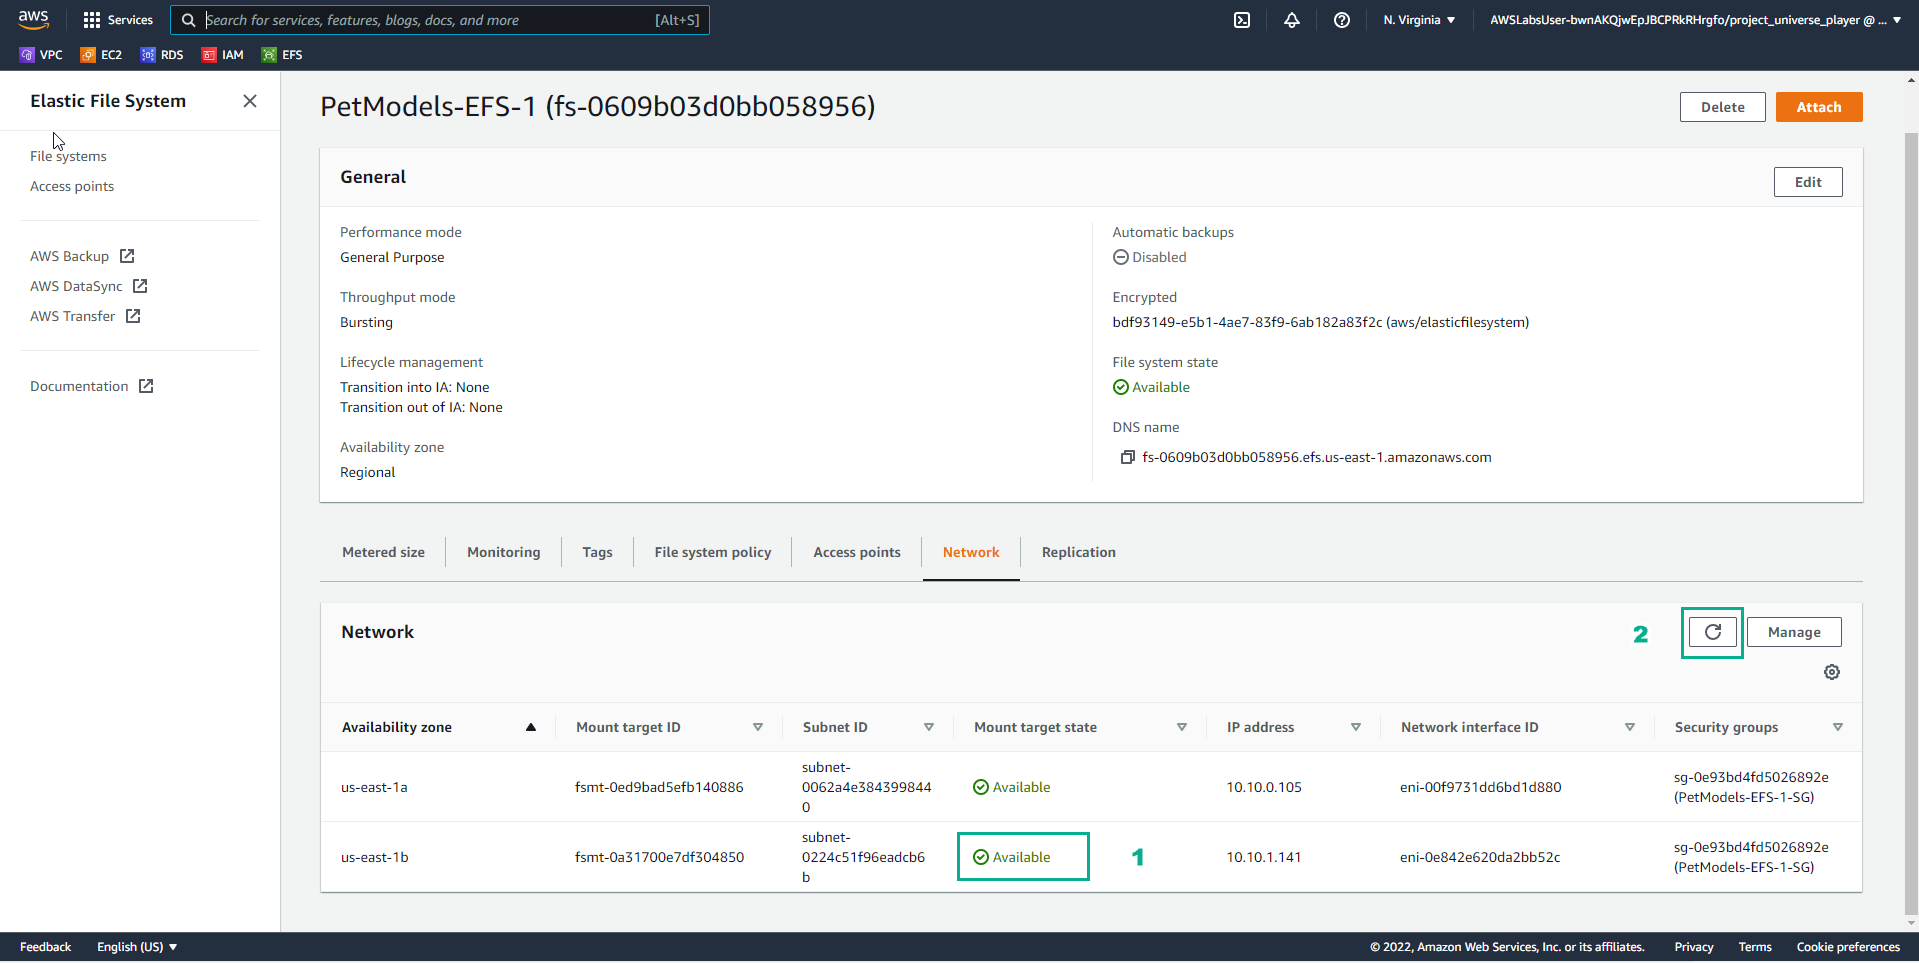 aws
Services
Search for services, features, blogs, docs, and more
[Alt+S]
N. Virginia
AWSLabsUser-bwnAKQjwEpJBCPRkRHrgfo/project_universe_player @ ...
VPC
EC2
RDS
IAM
EFS
Elastic File System
File systems
Access points
AWS Backup
AWS DataSync
AWS Transfer
Documentation
PetModels-EFS-1 (fs-0609b03d0bb058956)
Delete
Attach
General
Edit
Performance mode
General Purpose
Throughput mode
Bursting
Lifecycle management
Transition into IA: None
Transition out of IA: None
Availability zone
Regional
Automatic backups
Disabled
Encrypted
bdf93149-e5b1-4ae7-83f9-6ab182a83f2c (aws/elasticfilesystem)
File system state
Available
DNS name
fs-0609b03d0bb058956.efs.us-east-1.amazonaws.com
Metered size
Monitoring
Tags
File system policy
Access points
Network
Replication
Network
2
Manage
Availability zone
Mount target ID
Subnet ID
Mount target state
IP address
Network interface ID
Security groups
us-east-1a
fsmt-0ed9bad5efb140886
subnet-
0062a4e384399844
0
Available
10.10.0.105
eni-00f9731dd6bd1d880
sg-0e93bd4fd5026892e
(PetModels-EFS-1-SG)
us-east-1b
fsmt-0a31700e7df304850
subnet-
0224c51f96eadcb6
b
Available
1
10.10.1.141
eni-0e842e620da2bb52c
sg-0e93bd4fd5026892e
(PetModels-EFS-1-SG)
Feedback
English (US)
© 2022, Amazon Web Services, Inc. or its affiliates.
Privacy
Terms
Cookie preferences